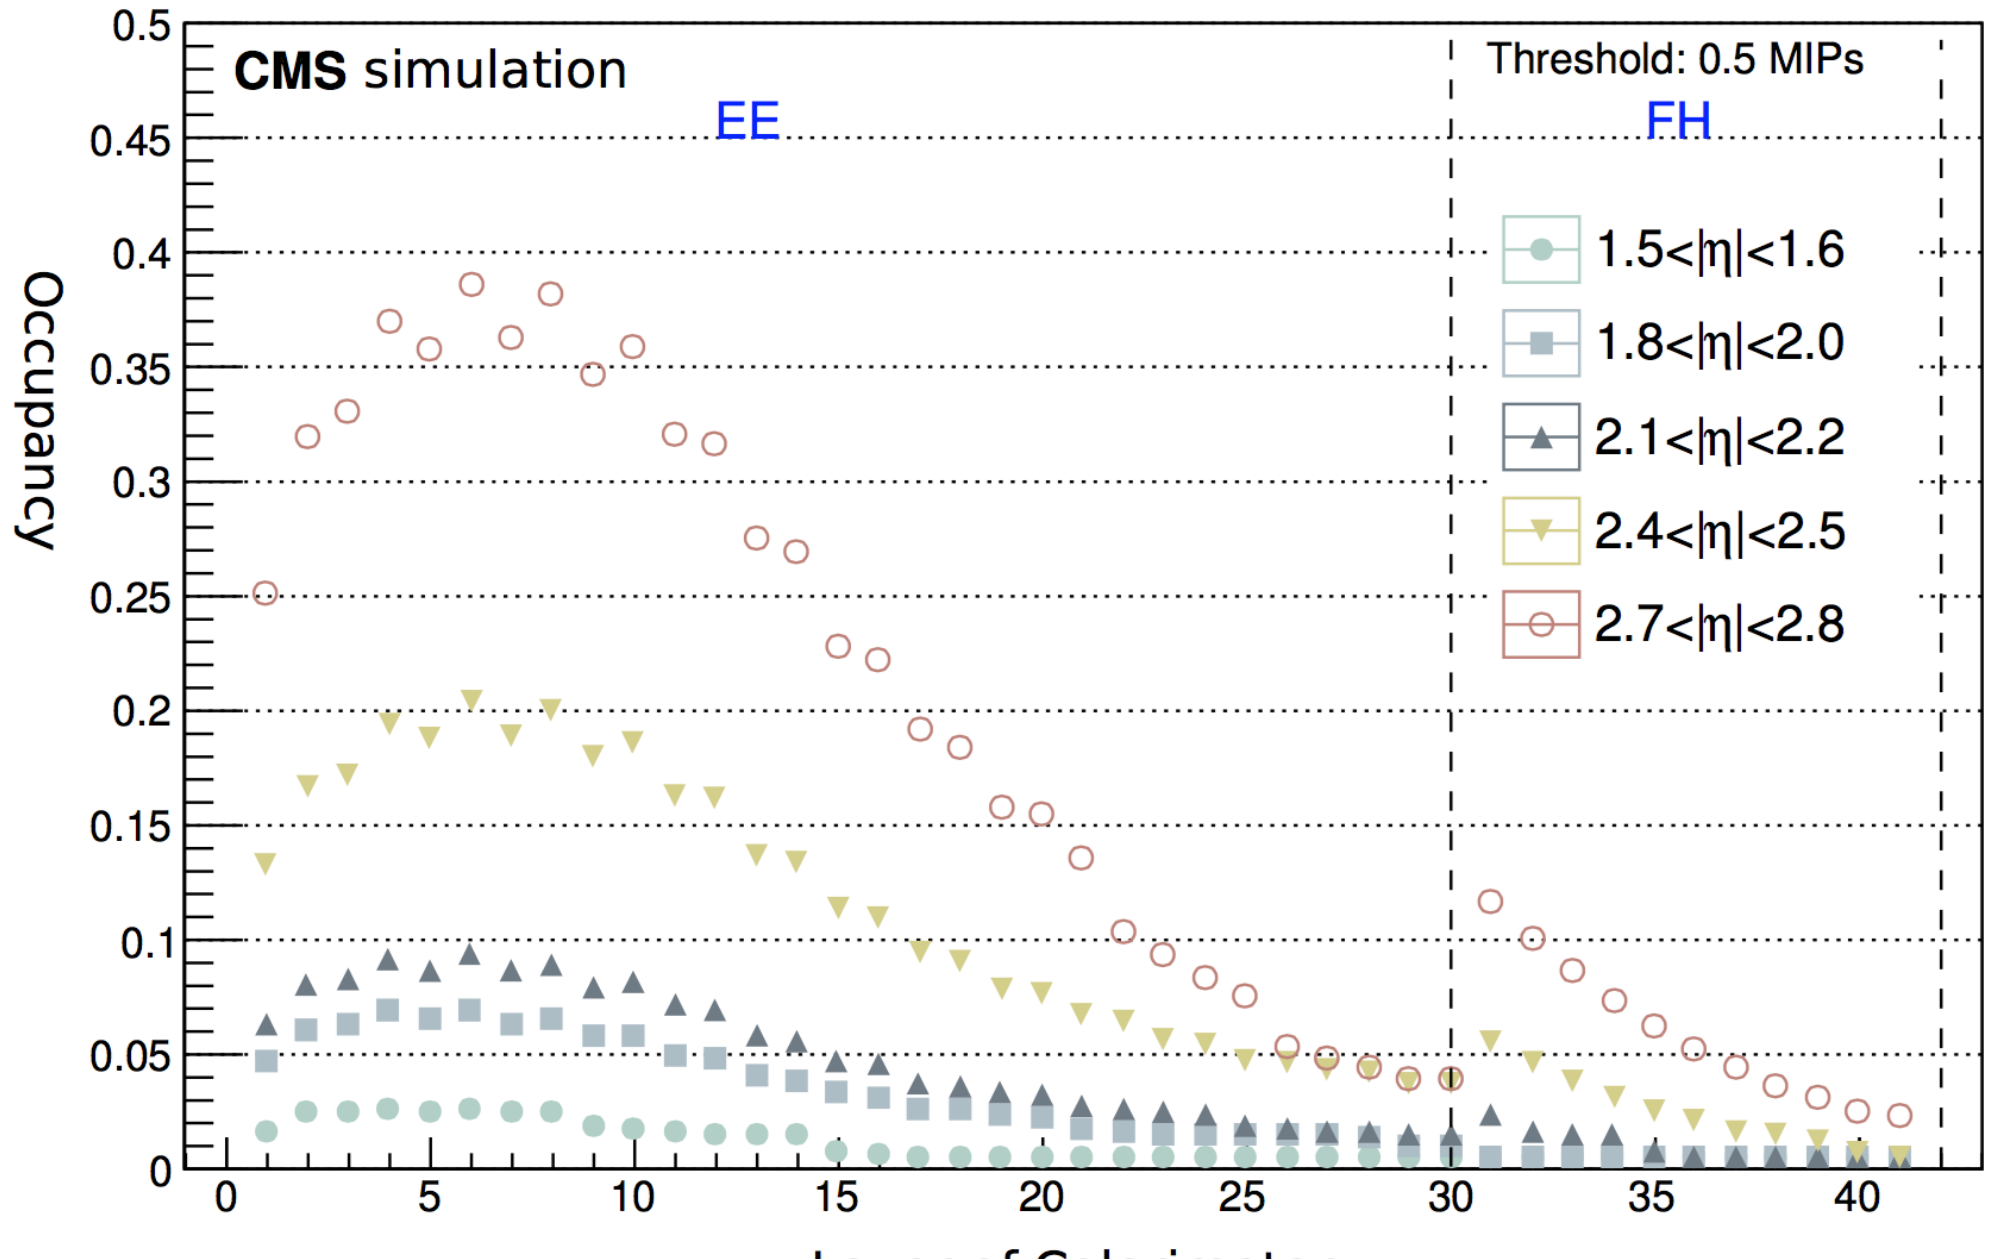 CMS simulation
Threshold: 0.5 MIPs
EE
FH
Occupancy
0.5
0.45
0.4
0.35
0.3
0.25
0.2
0.15
0.1
0.05
0
1.5<|η|<1.6
1.8<|η|<2.0
2.1<|η|<2.2
2.4<|η|<2.5
2.7<|η|<2.8
0 5 10 15 20 25 30 35 40